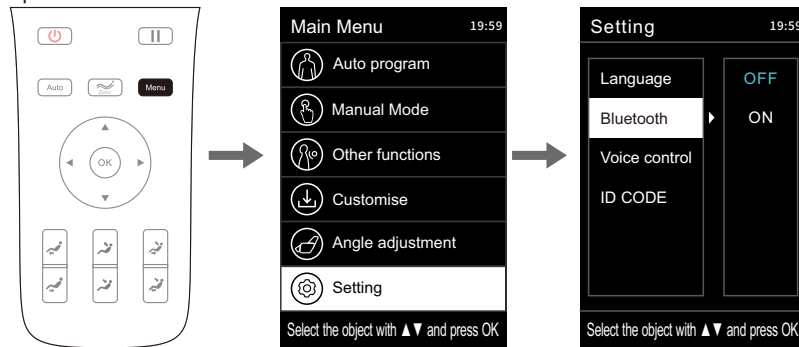 Auto
Zero
Menu
OK
Main Menu 19:59
Auto program
Manual Mode
Other functions
Customise
Angle adjustment
Setting
Select the object with ▲▼ and press OK
Setting 19:59
Language
Bluetooth
Voice control
ID CODE
OFF
ON
Select the object with ▲▼ and press OK